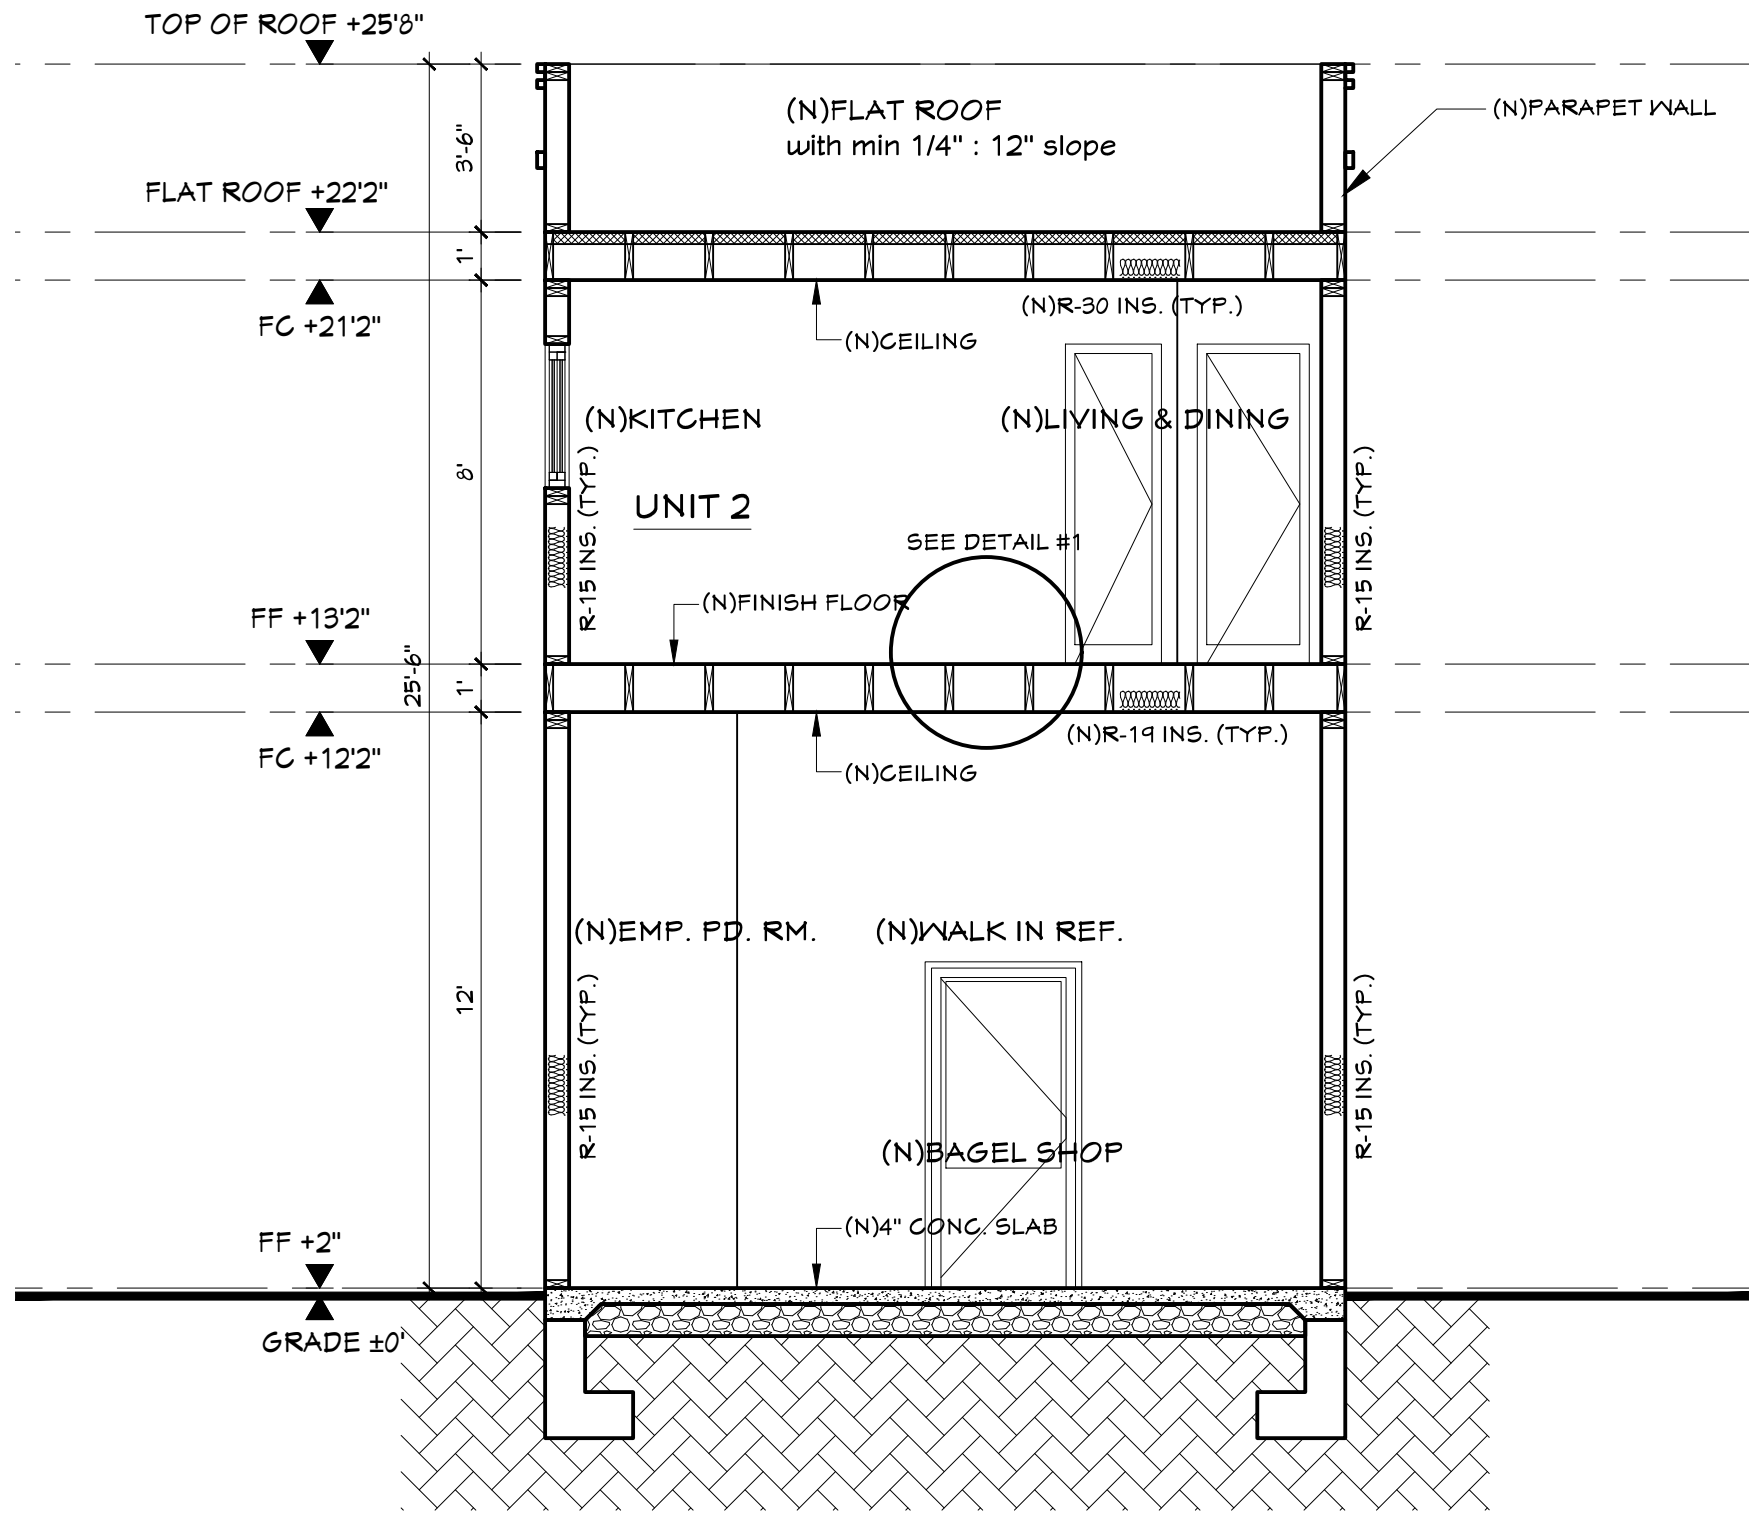 TOP OF ROOF +25'8"
(N)FLAT ROOF
with min 1/4" : 12" slope
(N)PARAPET WALL
3'-6"
FLAT ROOF +22'2"
1'
FC +21'2"
(N)R-30 INS. (TYP.)
(N)CEILING
(N)KITCHEN
(N)LIVING & DINING
8'
R-15 INS. (TYP.)
R-15 INS. (TYP.)
UNIT 2
SEE DETAIL #1
(N)FINISH FLOOR
FF +13'2"
25'-6"
1'
(N)R-19 INS. (TYP.)
FC +12'2"
(N)CEILING
(N)EMP. PD. RM.
(N)WALK IN REF.
12'
R-15 INS. (TYP.)
R-15 INS. (TYP.)
(N)BAGEL SHOP
(N)4" CONC. SLAB
FF +2"
GRADE ±0'